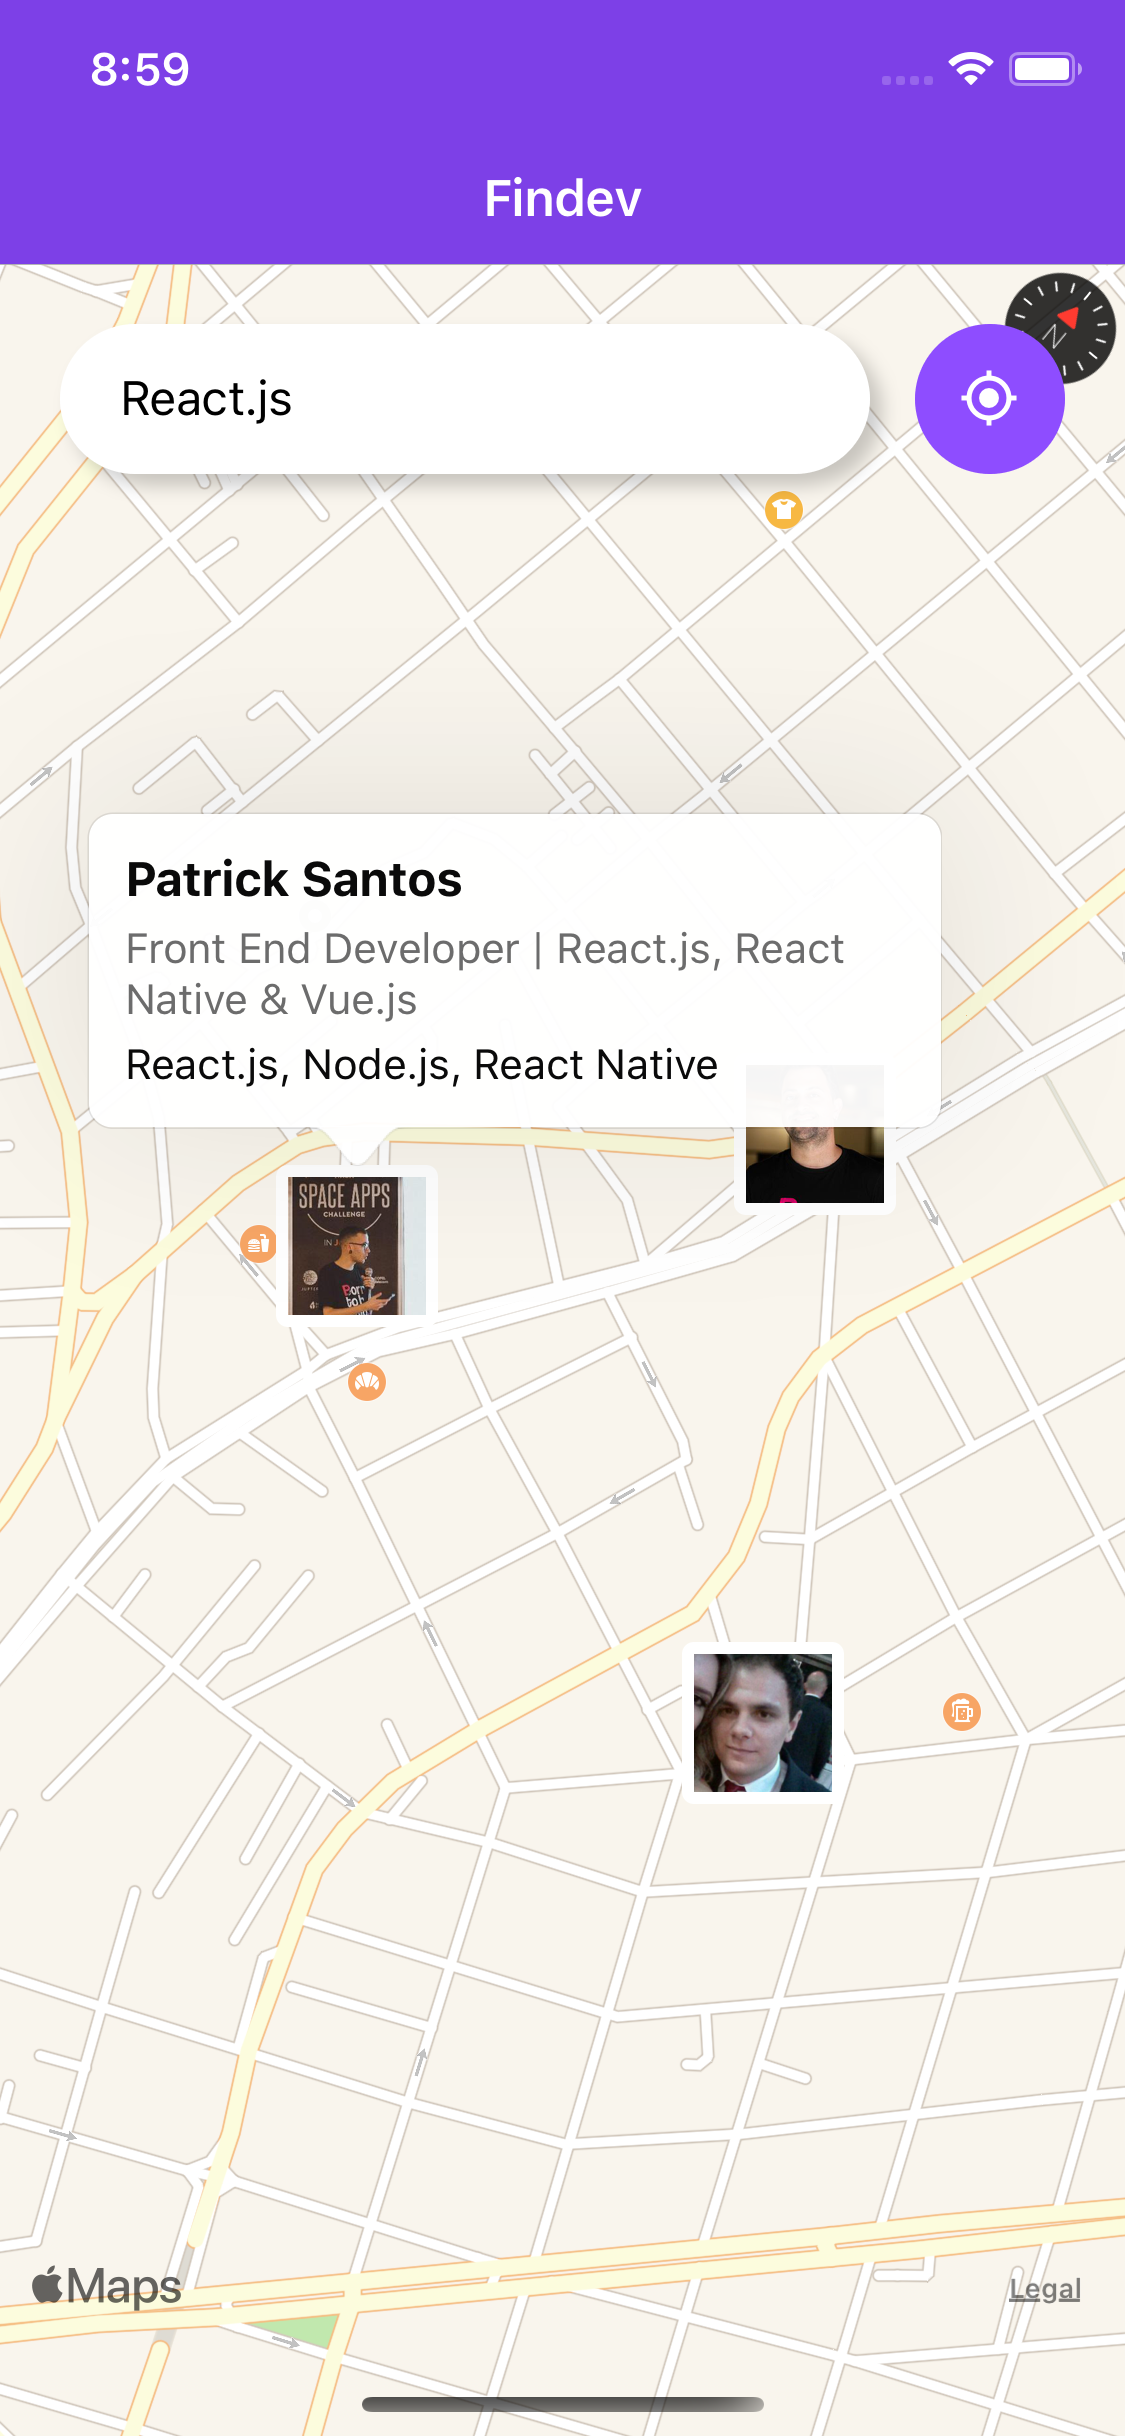 8:59
Findev
N
React.js
Patrick Santos
Front End Developer | React.js, React
Native & Vue.js
React.js, Node.js, React Native
SPACE APPS
CHALLENGE
Born
Maps
Legal